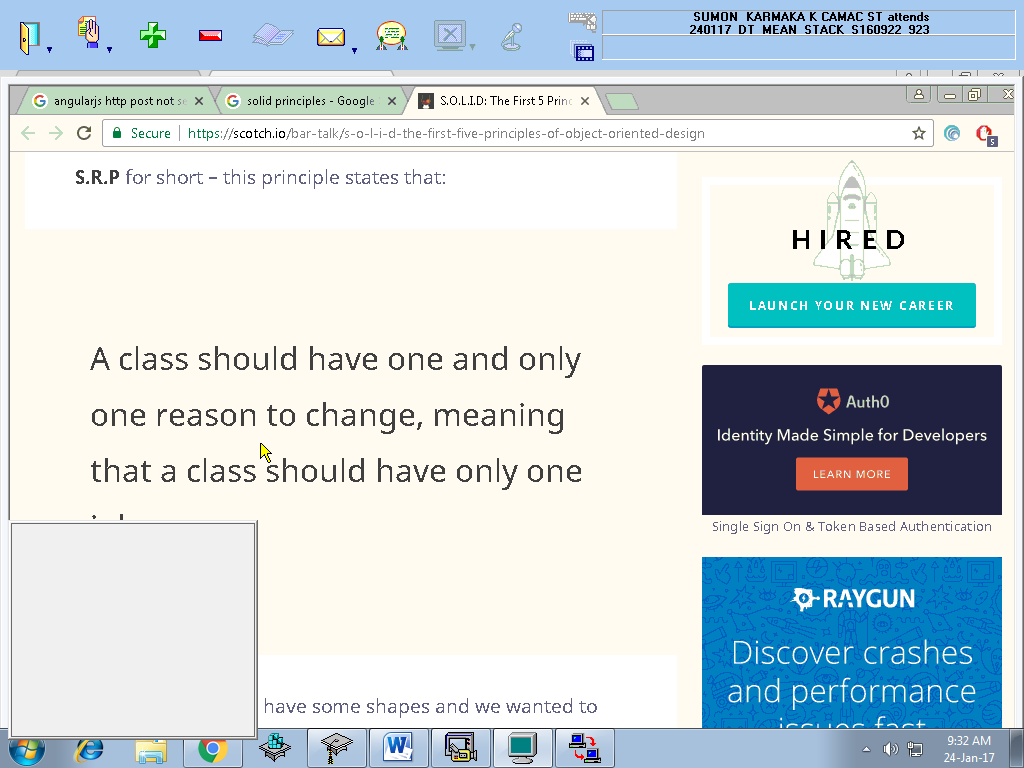 SUMON KARMAKA K CAMAC ST attends
240117 DT MEAN STACK S160922 923
angularjs http post not se
solid principles - Google
S.O.L.I.D: The First 5 Princ
Secure
https://scotch.io/bar-talk/s-o-l-i-d-the-first-five-principles-of-object-oriented-design
5
S.R.P for short – this principle states that:
A class should have one and only
one reason to change, meaning
that a class should have only one
have some shapes and we wanted to
HIRED
LAUNCH YOUR NEW CAREER
Auth0
Identity Made Simple for Developers
LEARN MORE
Single Sign On & Token Based Authentication
RAYGUN
Discover crashes
and performance
issues fast
9:32 AM
24-Jan-17